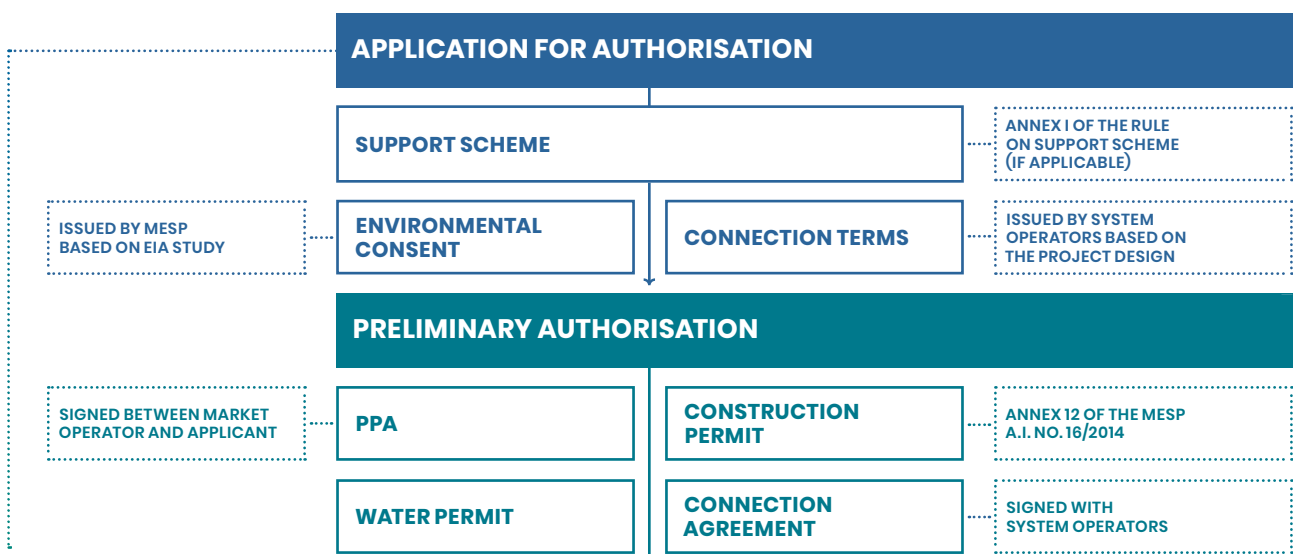 APPLICATION FOR AUTHORISATION
SUPPORT SCHEME
ANNEX I OF THE RULE
ON SUPPORT SCHEME
(IF APPLICABLE)
ISSUED BY MESP
BASED ON EIA STUDY
ENVIRONMENTAL
CONSENT
CONNECTION TERMS
ISSUED BY SYSTEM
OPERATORS BASED ON
THE PROJECT DESIGN
PRELIMINARY AUTHORISATION
SIGNED BETWEEN MARKET
OPERATOR AND APPLICANT
PPA
CONSTRUCTION
PERMIT
ANNEX 12 OF THE MESP
A.I. NO. 16/2014
WATER PERMIT
CONNECTION
AGREEMENT
SIGNED WITH
SYSTEM OPERATORS